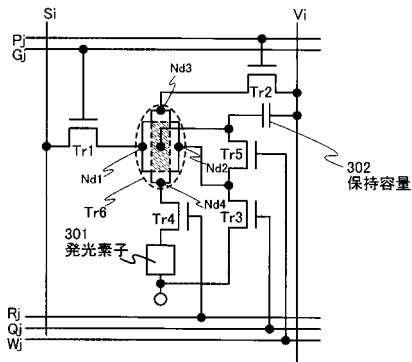 Si
Vi
Pj
Gj
Nd3
Tr2
Tr1
Nd2
Tr5
302
保持容量
Nd1
Nd4
Tr6
Tr4
Tr3
301
発光素子
Rj
Qj
Wj